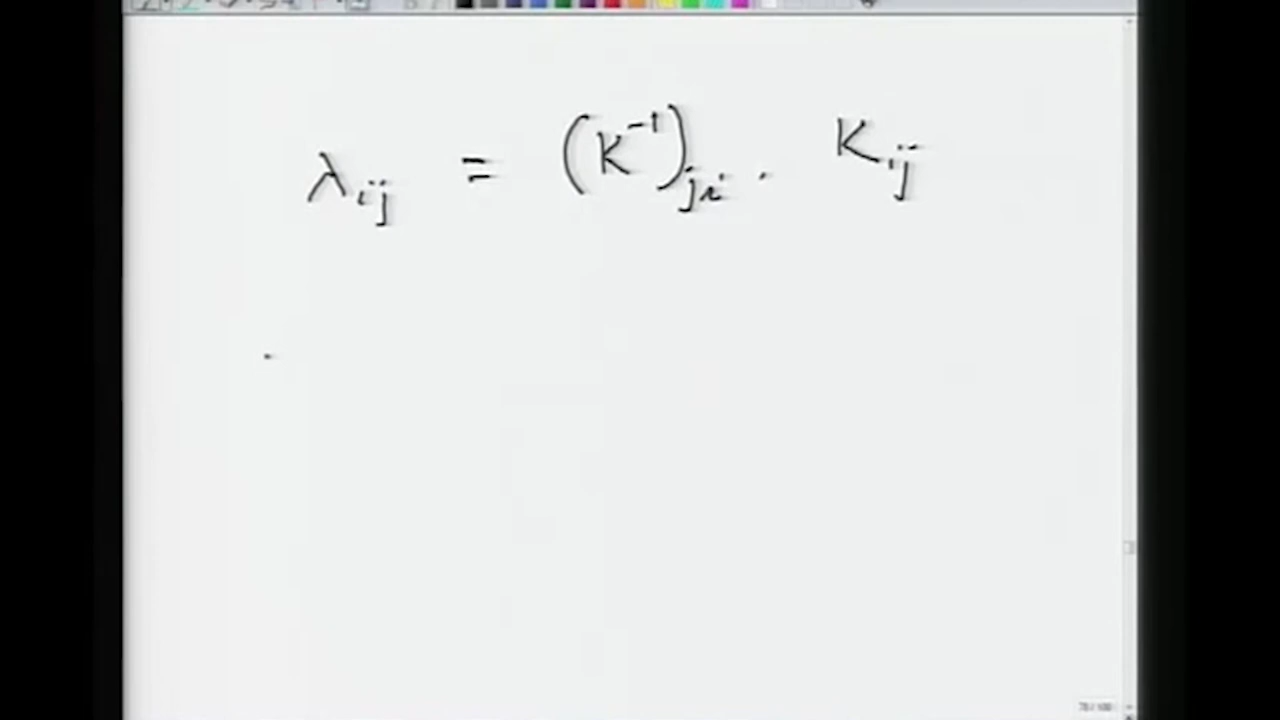 λij = (K⁻¹)ji . Kij